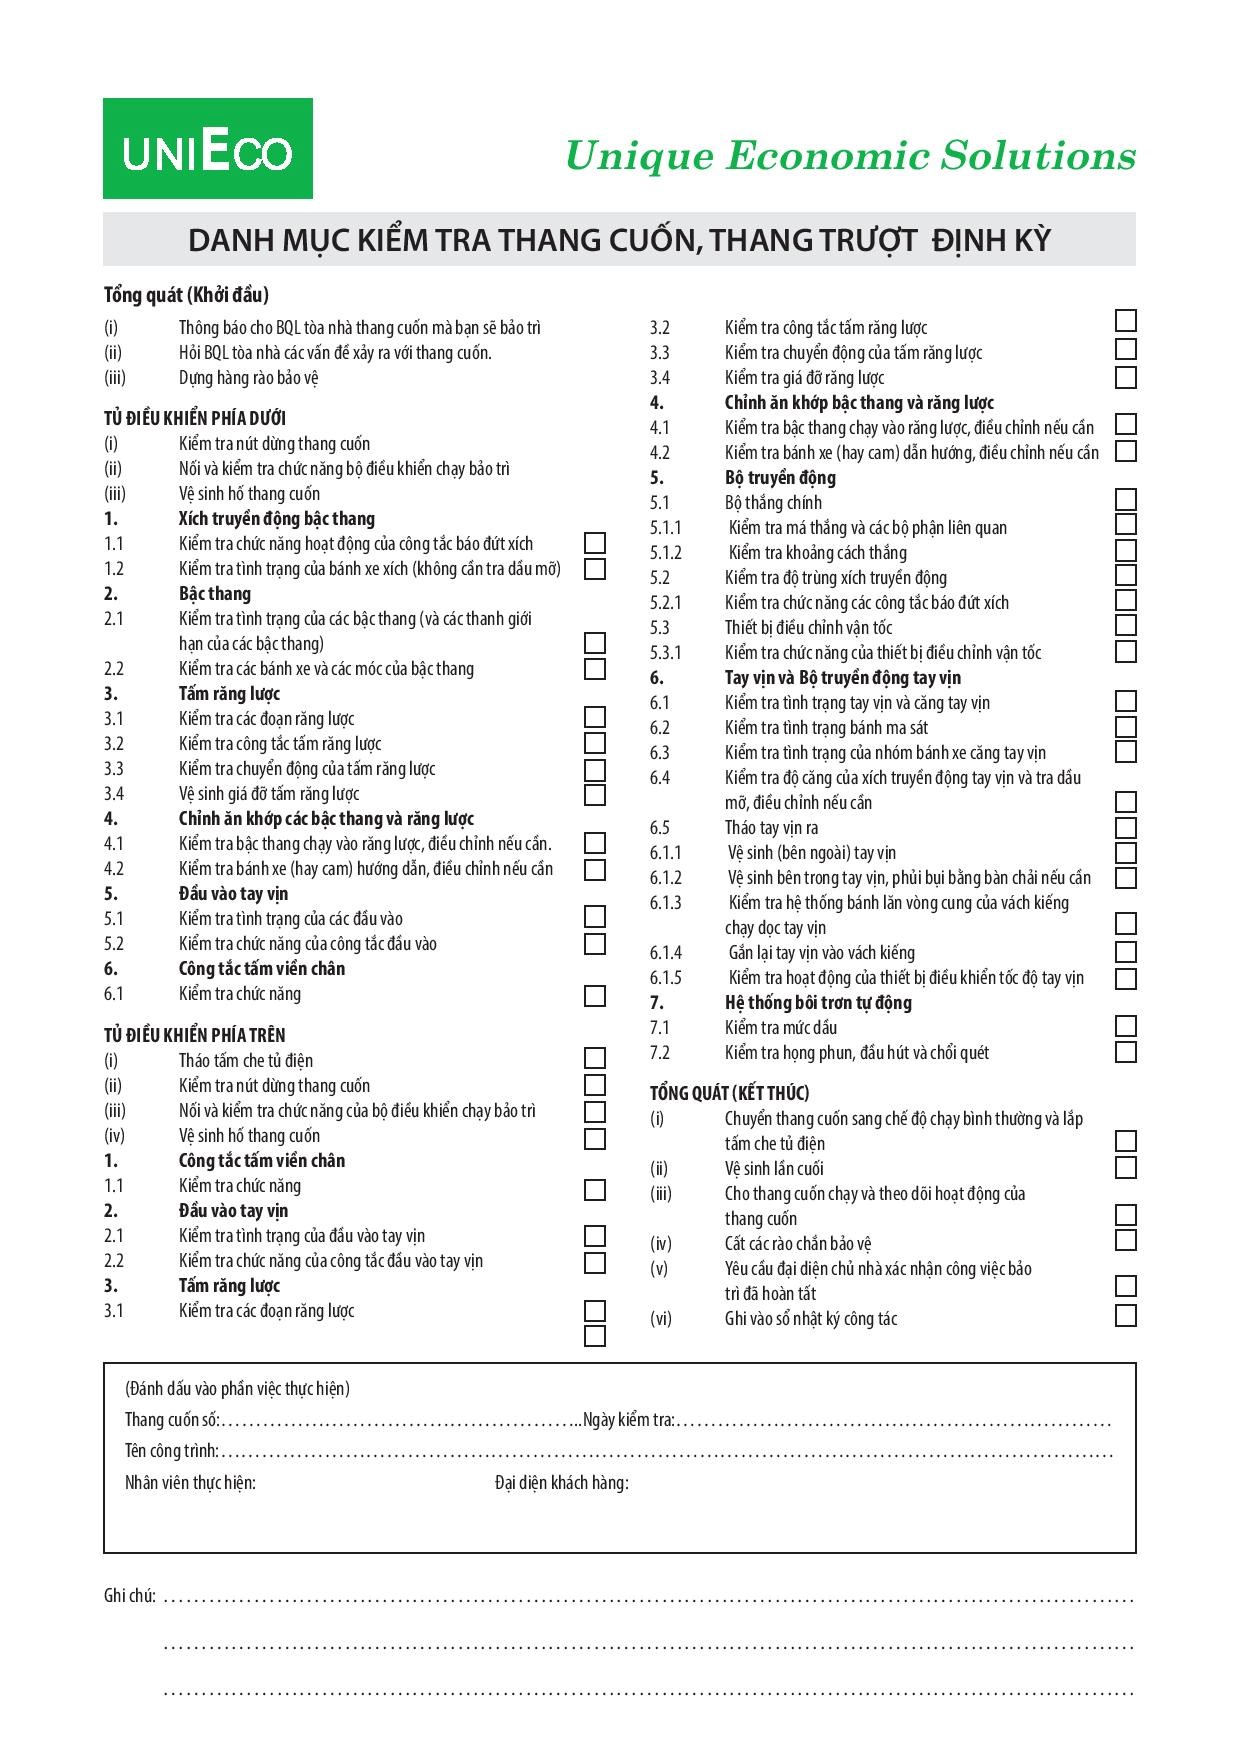 UNIECO
Unique Economic Solutions
DANH MỤC KIỂM TRA THANG CUỐN, THANG TRƯỢT ĐỊNH KỲ
Tổng quát (Khởi đầu)
(i) Thông báo cho BQL tòa nhà thang cuốn mà bạn sẽ bảo trì
(ii) Hỏi BQL tòa nhà các vấn đề xảy ra với thang cuốn.
(iii) Dựng hàng rào bảo vệ
TỦ ĐIỀU KHIỂN PHÍA DƯỚI
(i) Kiểm tra nút dừng thang cuốn
(ii) Nối và kiểm tra chức năng bộ điều khiển chạy bảo trì
(iii) Vệ sinh hố thang cuốn
1. Xích truyền động bậc thang
1.1 Kiểm tra chức năng hoạt động của công tắc báo đứt xích
1.2 Kiểm tra tình trạng của bánh xe xích (không cần tra dầu mỡ)
2. Bậc thang
2.1 Kiểm tra tình trạng của các bậc thang (và các thanh giới
hạn của các bậc thang)
2.2 Kiểm tra các bánh xe và các móc của bậc thang
3. Tấm răng lược
3.1 Kiểm tra các đoạn răng lược
3.2 Kiểm tra công tắc tấm răng lược
3.3 Kiểm tra chuyển động của tấm răng lược
3.4 Vệ sinh giá đỡ tấm răng lược
4. Chỉnh ăn khớp các bậc thang và răng lược
4.1 Kiểm tra bậc thang chạy vào răng lược, điều chỉnh nếu cần.
4.2 Kiểm tra bánh xe (hay cam) hướng dẫn, điều chỉnh nếu cần
5. Đầu vào tay vịn
5.1 Kiểm tra tình trạng của các đầu vào
5.2 Kiểm tra chức năng của công tắc đầu vào
6. Công tắc tấm viền chân
6.1 Kiểm tra chức năng
TỦ ĐIỀU KHIỂN PHÍA TRÊN
(i) Tháo tấm che tủ điện
(ii) Kiểm tra nút dừng thang cuốn
(iii) Nối và kiểm tra chức năng của bộ điều khiển chạy bảo trì
(iv) Vệ sinh hố thang cuốn
1. Công tắc tấm viền chân
1.1 Kiểm tra chức năng
2. Đầu vào tay vịn
2.1 Kiểm tra tình trạng của đầu vào tay vịn
2.2 Kiểm tra chức năng của công tắc đầu vào tay vịn
3. Tấm răng lược
3.1 Kiểm tra các đoạn răng lược
3.2 Kiểm tra công tắc tấm răng lược
3.3 Kiểm tra chuyển động của tấm răng lược
3.4 Kiểm tra giá đỡ răng lược
4. Chỉnh ăn khớp bậc thang và răng lược
4.1 Kiểm tra bậc thang chạy vào răng lược, điều chỉnh nếu cần
4.2 Kiểm tra bánh xe (hay cam) dẫn hướng, điều chỉnh nếu cần
5. Bộ truyền động
5.1 Bộ thắng chính
5.1.1 Kiểm tra má thắng và các bộ phận liên quan
5.1.2 Kiểm tra khoảng cách thắng
5.2 Kiểm tra độ trùng xích truyền động
5.2.1 Kiểm tra chức năng các công tắc báo đứt xích
5.3 Thiết bị điều chỉnh vận tốc
5.3.1 Kiểm tra chức năng của thiết bị điều chỉnh vận tốc
6. Tay vịn và Bộ truyền động tay vịn
6.1 Kiểm tra tình trạng tay vịn và căng tay vịn
6.2 Kiểm tra tình trạng bánh ma sát
6.3 Kiểm tra tình trạng của nhóm bánh xe căng tay vịn
6.4 Kiểm tra độ căng của xích truyền động tay vịn và tra dầu
mỡ, điều chỉnh nếu cần
6.5 Tháo tay vịn ra
6.1.1 Vệ sinh (bên ngoài) tay vịn
6.1.2 Vệ sinh bên trong tay vịn, phủi bụi bằng bàn chải nếu cần
6.1.3 Kiểm tra hệ thống bánh lăn vòng cung của vách kiếng
chạy dọc tay vịn
6.1.4 Gắn lại tay vịn vào vách kiếng
6.1.5 Kiểm tra hoạt động của thiết bị điều khiển tốc độ tay vịn
7. Hệ thống bôi trơn tự động
7.1 Kiểm tra mức dầu
7.2 Kiểm tra họng phun, đầu hút và chổi quét
TỔNG QUÁT (KẾT THÚC)
(i) Chuyển thang cuốn sang chế độ chạy bình thường và lắp
tấm che tủ điện
(ii) Vệ sinh lần cuối
(iii) Cho thang cuốn chạy và theo dõi hoạt động của
thang cuốn
(iv) Cất các rào chắn bảo vệ
(v) Yêu cầu đại diện chủ nhà xác nhận công việc bảo
trì đã hoàn tất
(vi) Ghi vào sổ nhật ký công tác
(Đánh dấu vào phần việc thực hiện)
Thang cuốn số:........................................Ngày kiểm tra:........................................
Tên công trình:........................................
Nhân viên thực hiện: Đại diện khách hàng:
Ghi chú: ........................................